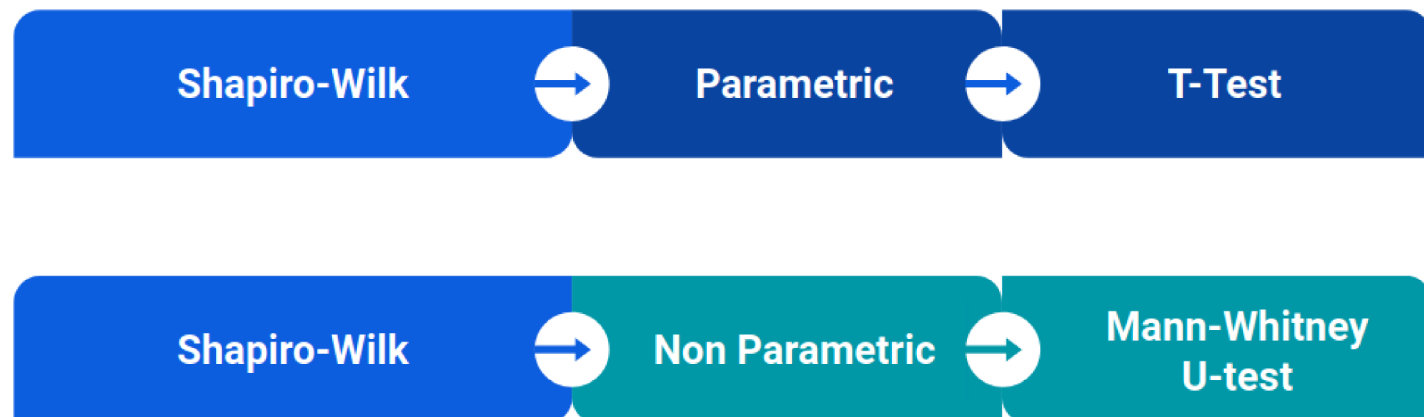 Shapiro-Wilk
Parametric
T-Test
Shapiro-Wilk
Non Parametric
Mann-Whitney
U-test